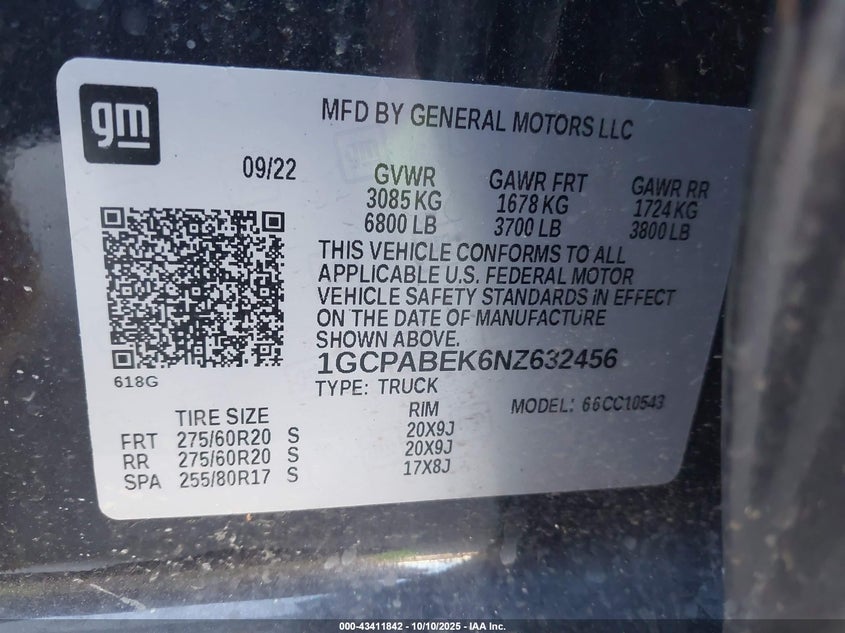 gm
MFD BY GENERAL MOTORS LLC
09/22
GVWR GAWR FRT GAWR RR
3085 KG 1678 KG 1724 KG
6800 LB 3700 LB 3800 LB
THIS VEHICLE CONFORMS TO ALL
APPLICABLE U.S. FEDERAL MOTOR
VEHICLE SAFETY STANDARDS IN EFFECT
ON THE DATE OF MANUFACTURE
SHOWN ABOVE.
1GCPABEK6NZ632456
618G
TYPE: TRUCK
MODEL: 66CC10543
TIRE SIZE RIM
FRT 275/60R20 S 20X9J
RR 275/60R20 S 20X9J
SPA 255/80R17 S 17X8J
000-43411842 - 10/10/2025 - IAA Inc.